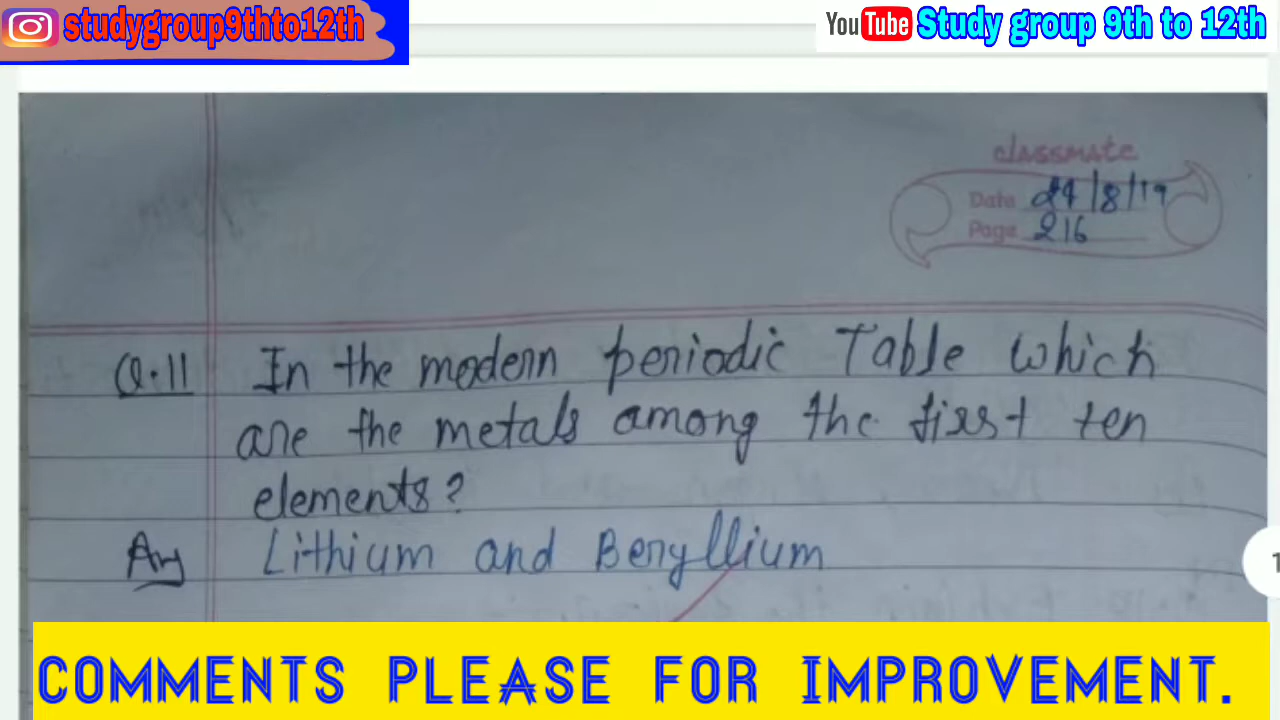 studygroup9thto12th
YouTube Study group 9th to 12th
classmate
Date 24/8/19
Page 216
Q.11 In the modern periodic Table which
are the metals among the first ten
elements?
Ans Lithium and Beryllium
1
COMMENTS PLEASE FOR IMPROVEMENT.